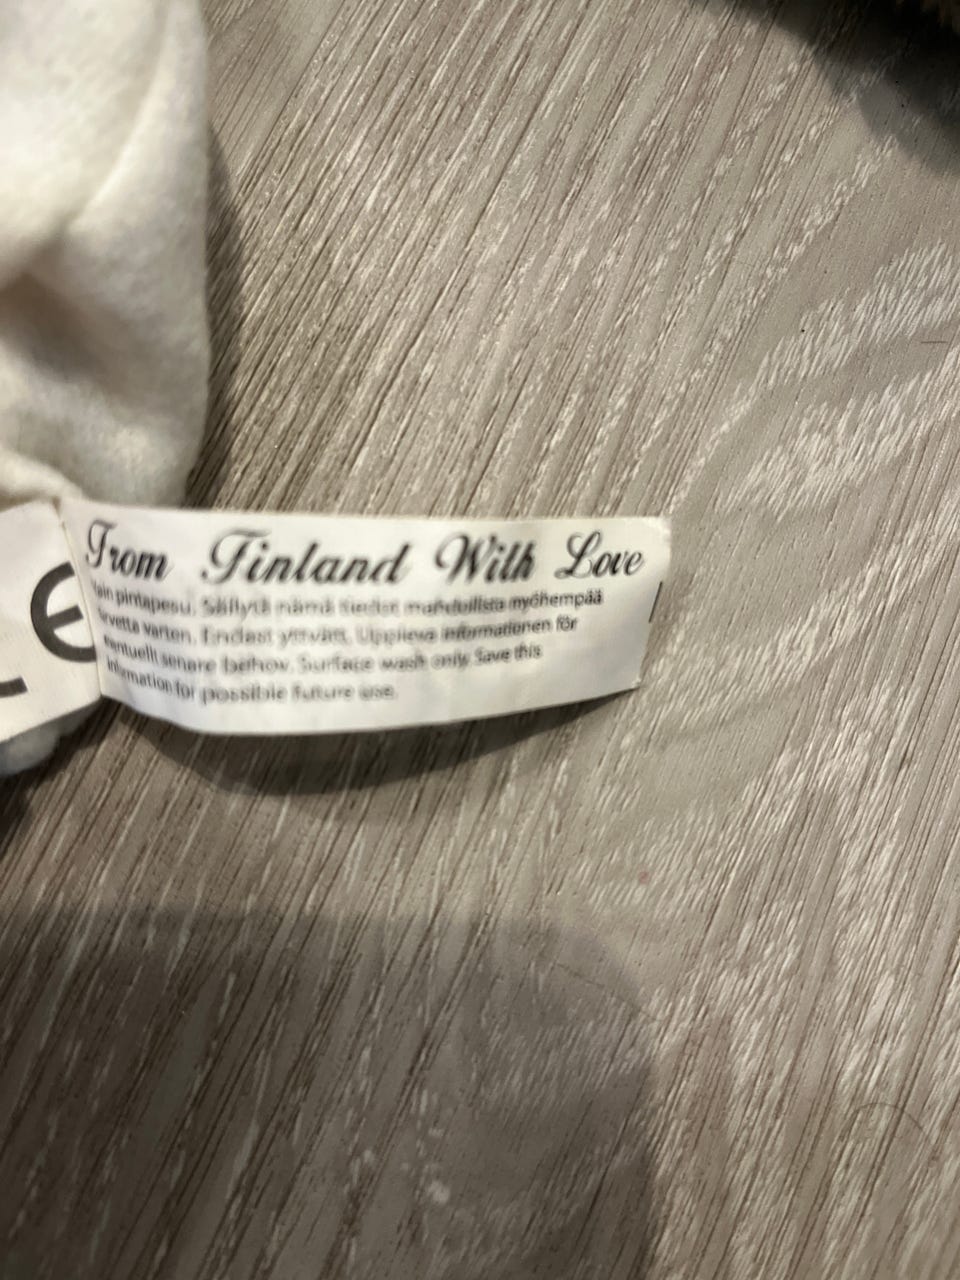 From Finland With Love
pintapesu. Säilytä nämä tiedot mahdollista myöhempää
varten. Endast ytvätt. Uppleva informationen för
eventuellt senare behov. Surface wash only. Save this
information for possible future use.
E